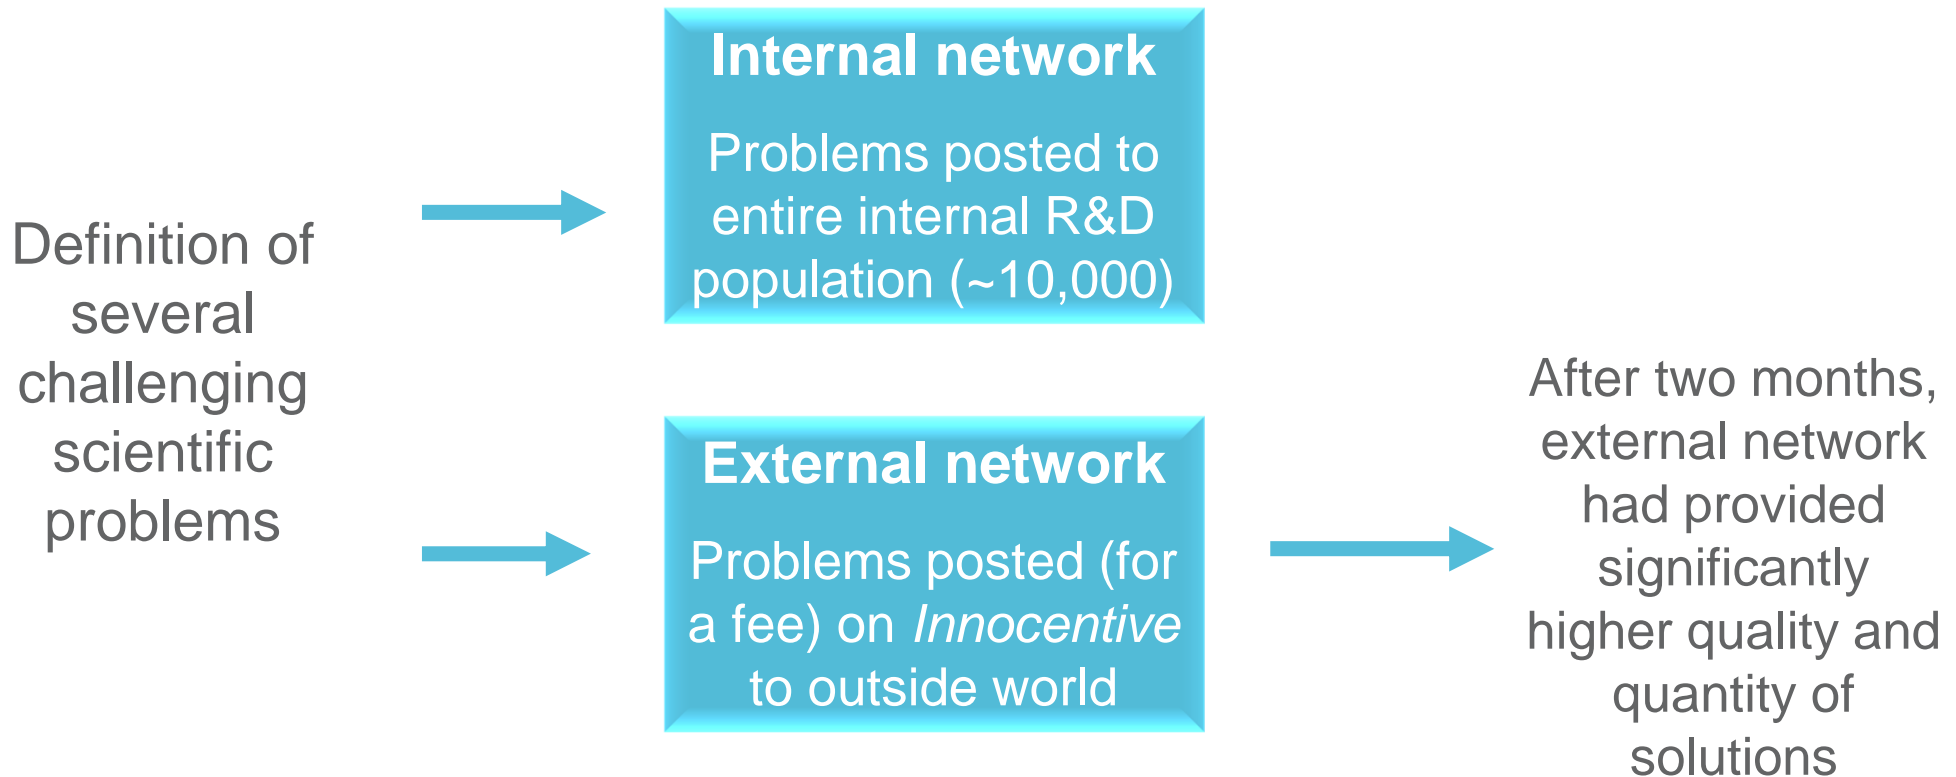 Definition of
several
challenging
scientific
problems
Internal network
Problems posted to
entire internal R&D
population (~10,000)
External network
Problems posted (for
a fee) on Innocentive
to outside world
After two months,
external network
had provided
significantly
higher quality and
quantity of
solutions